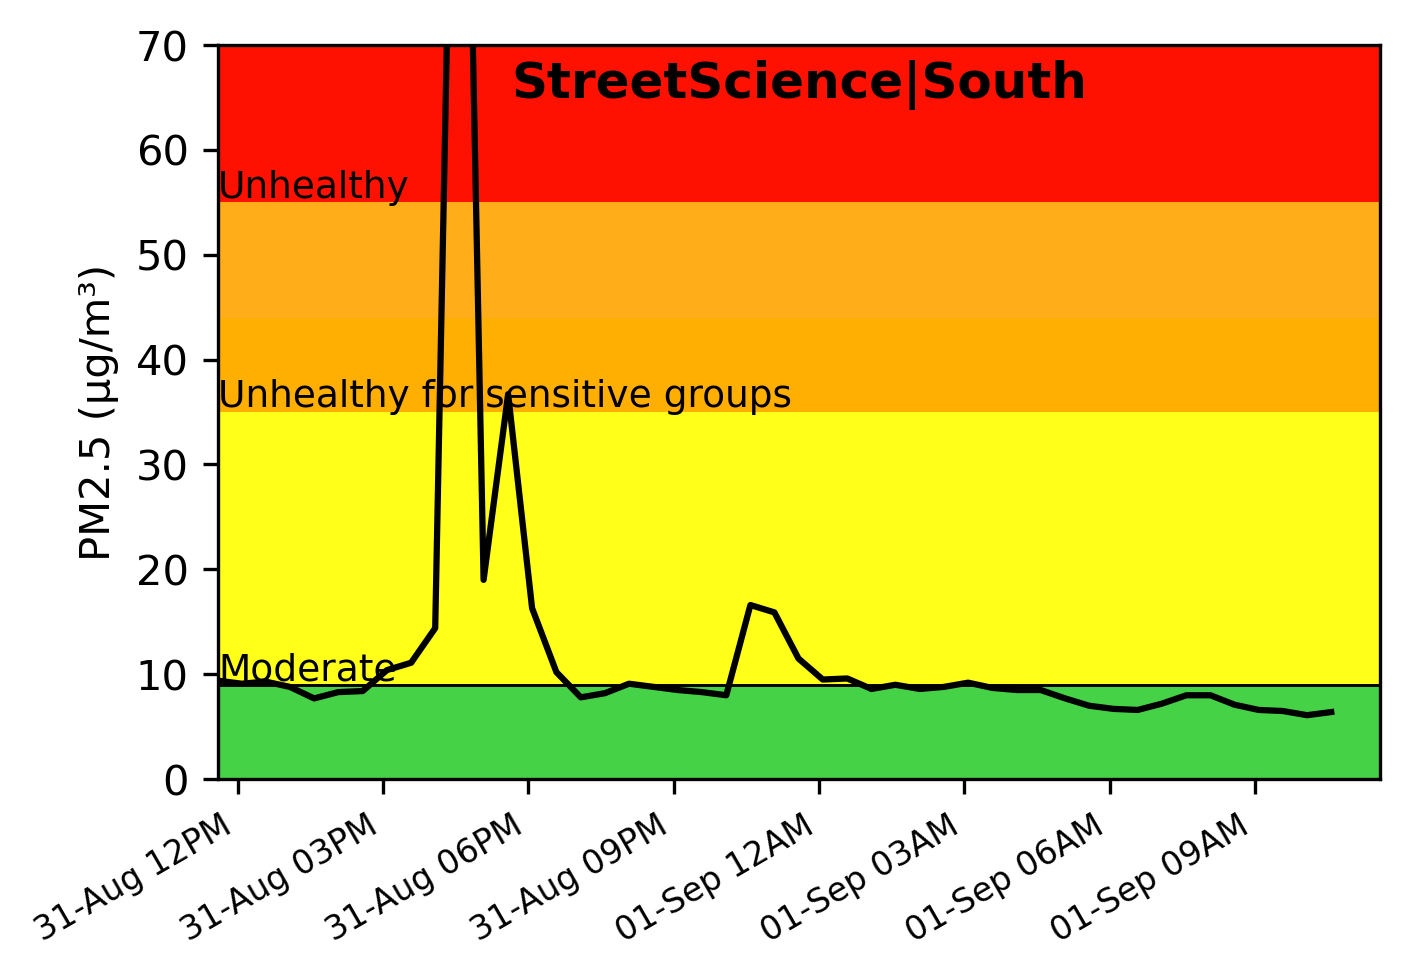 StreetScience|South
70
60
50
40
30
20
10
0
PM2.5 (µg/m³)
Unhealthy
Unhealthy for sensitive groups
Moderate
31-Aug 12PM
31-Aug 03PM
31-Aug 06PM
31-Aug 09PM
01-Sep 12AM
01-Sep 03AM
01-Sep 06AM
01-Sep 09AM